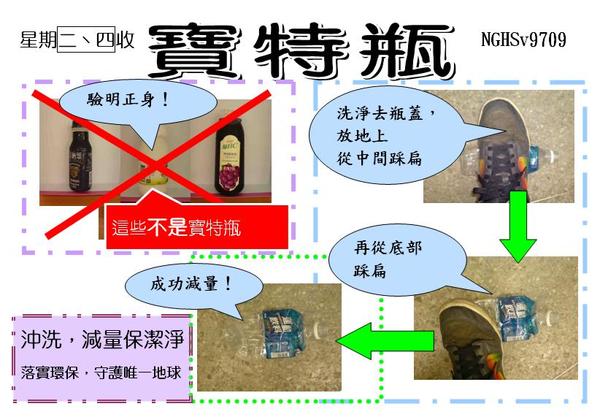 星期二、四收
寶特瓶
NGHSv9709
驗明正身！
這些不是寶特瓶
洗淨去瓶蓋，
放地上
從中間踩扁
再從底部
踩扁
成功減量！
沖洗，減量保潔淨
落實環保，守護唯一地球